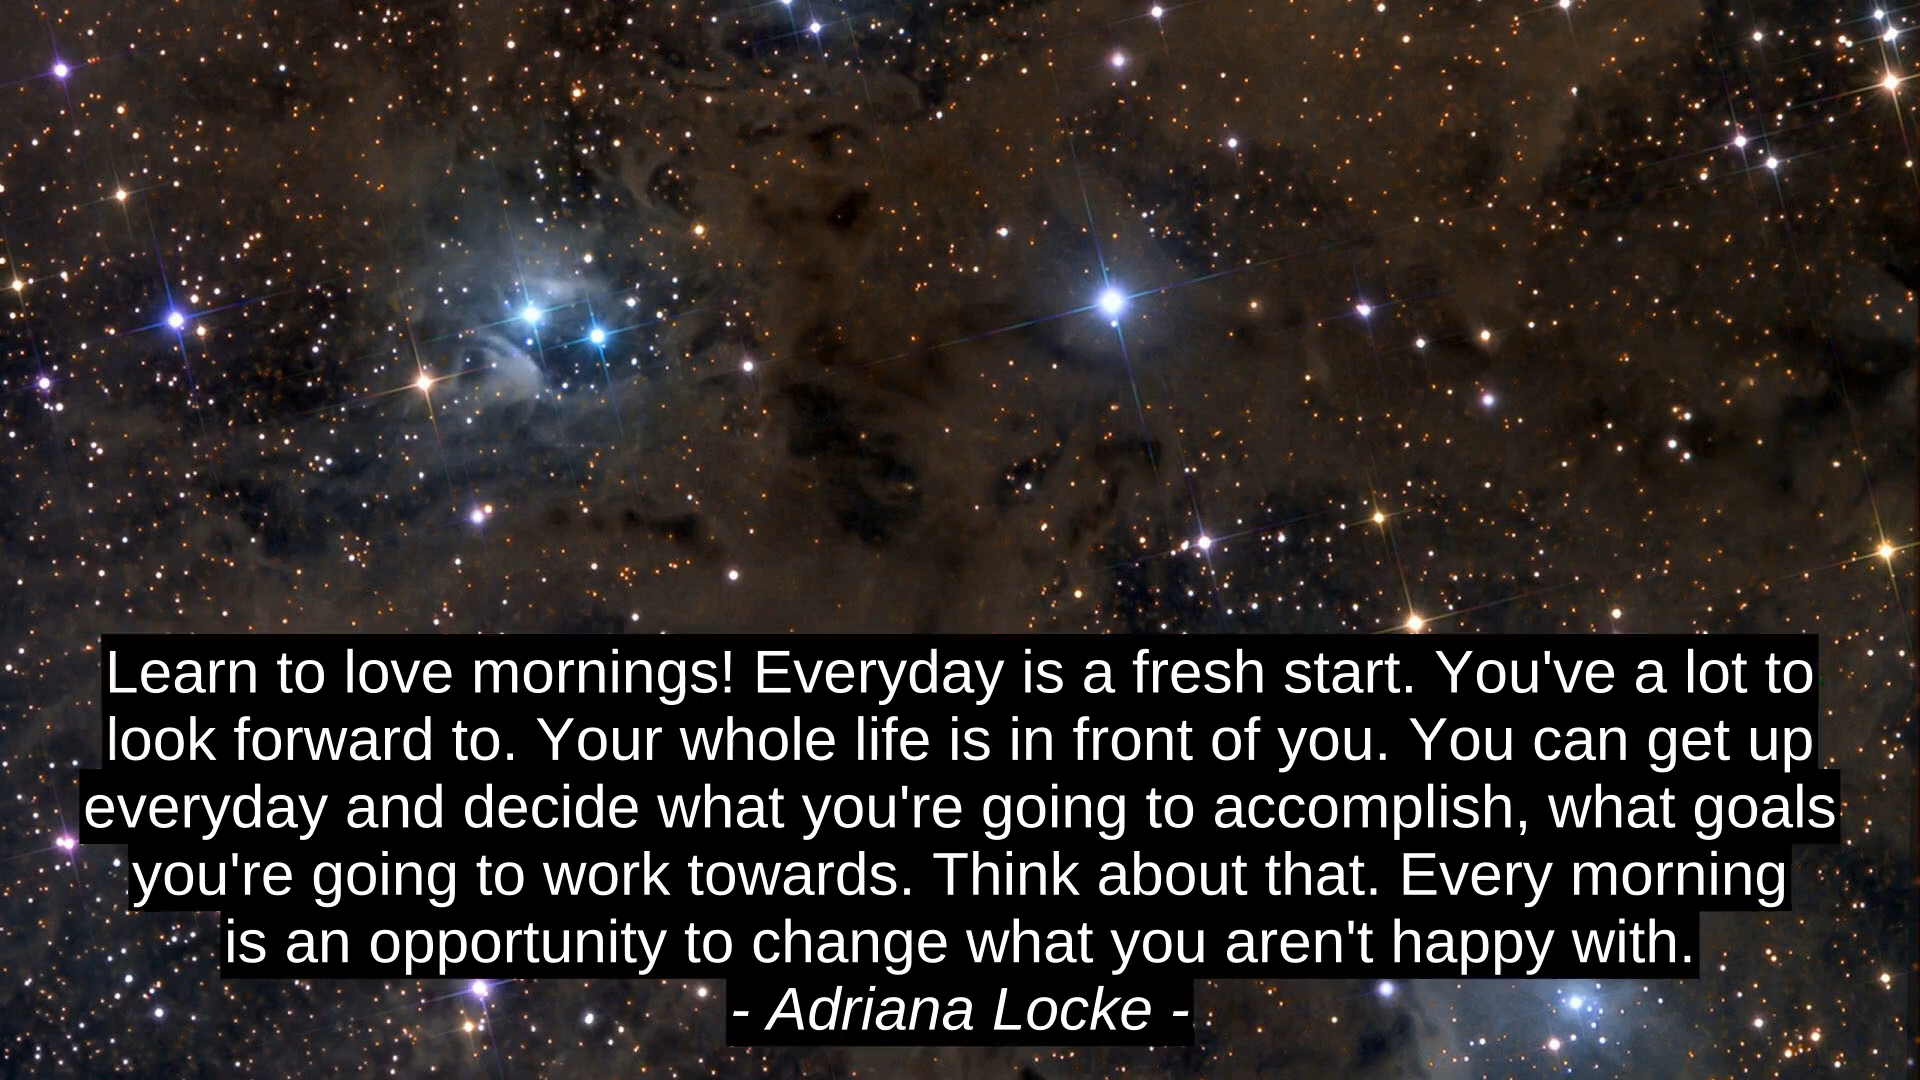 Learn to love mornings! Everyday is a fresh start. You've a lot to
look forward to. Your whole life is in front of you. You can get up
everyday and decide what you're going to accomplish, what goals
you're going to work towards. Think about that. Every morning
is an opportunity to change what you aren't happy with.
- Adriana Locke -